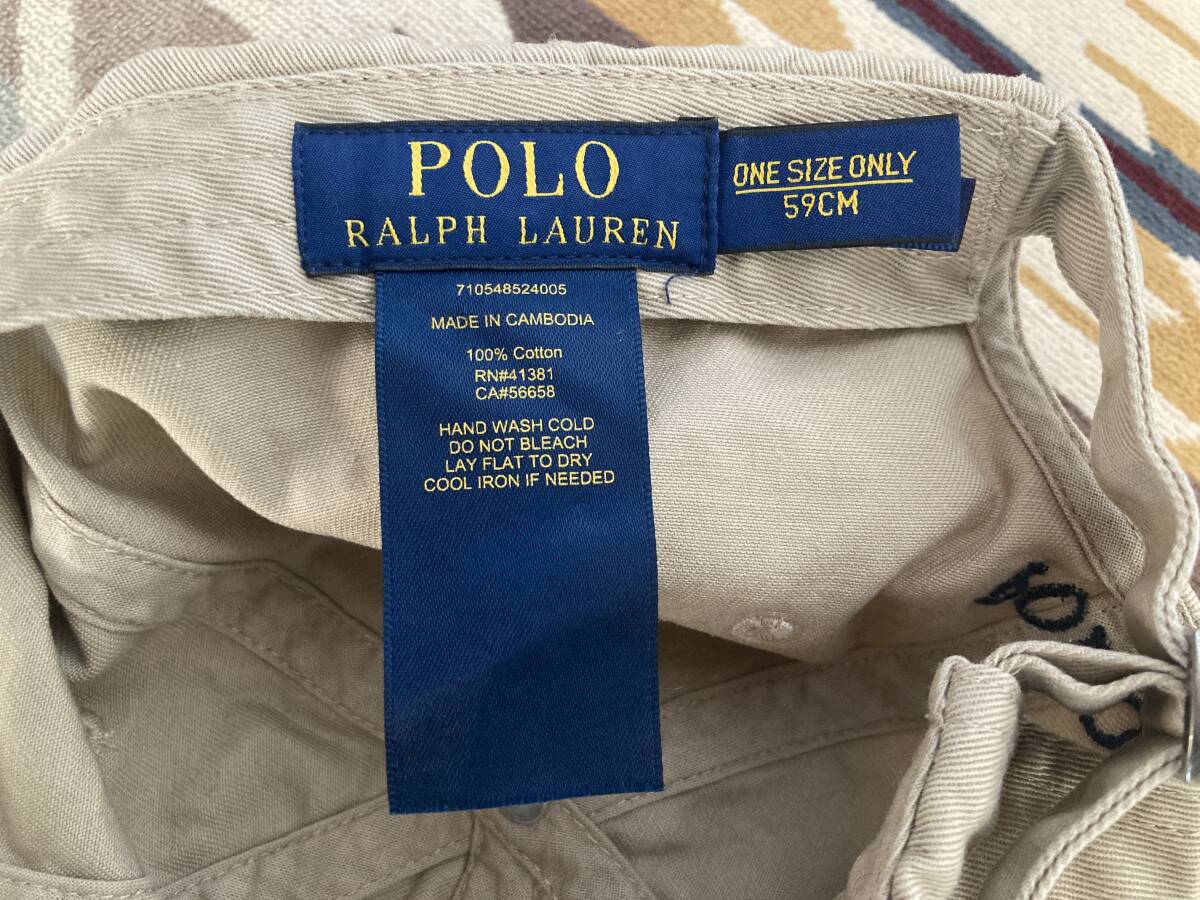 POLO
RALPH LAUREN
ONE SIZE ONLY
59CM
710548524005
MADE IN CAMBODIA
100% Cotton
RN#41381
CA#56658
HAND WASH COLD
DO NOT BLEACH
LAY FLAT TO DRY
COOL IRON IF NEEDED